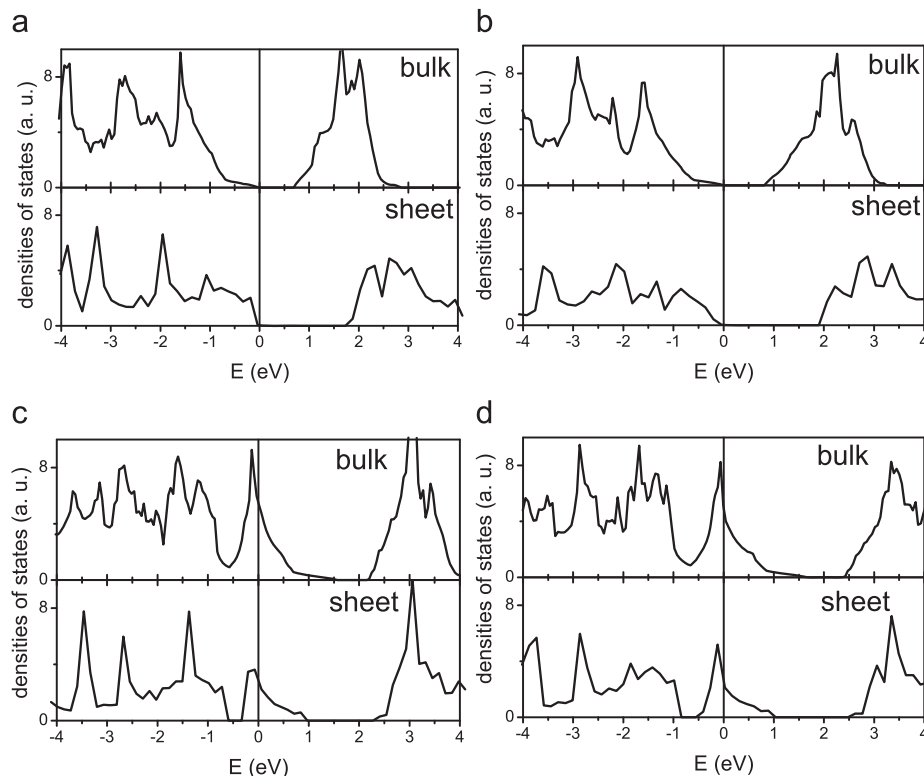 a
b
bulk
bulk
8
8
0
0
densities of states (a. u.)
densities of states (a. u.)
sheet
sheet
8
8
0
0
-4 -3 -2 -1 0 1 2 3 4
-4 -3 -2 -1 0 1 2 3 4
E (eV)
E (eV)
c
d
bulk
bulk
8
8
0
0
densities of states (a. u.)
densities of states (a. u.)
sheet
sheet
8
8
0
0
-4 -3 -2 -1 0 1 2 3 4
-4 -3 -2 -1 0 1 2 3 4
E (eV)
E (eV)